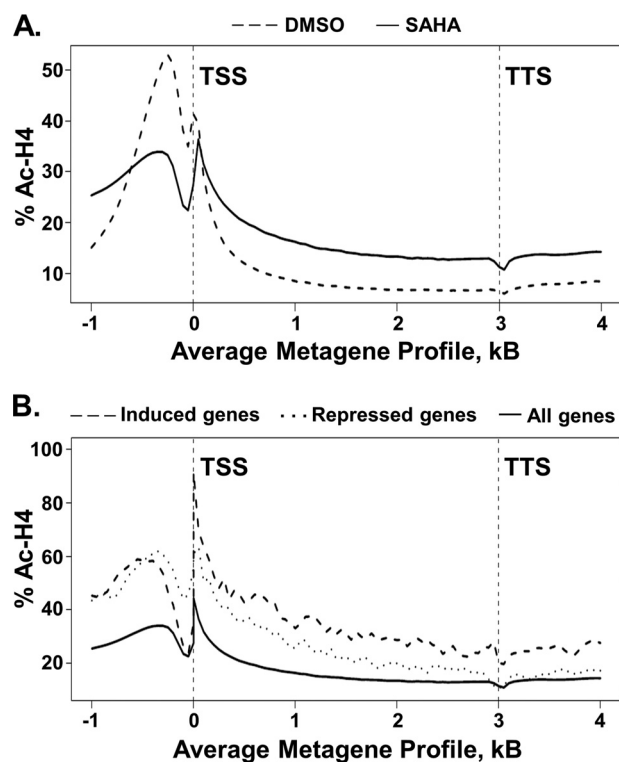 A.
DMSO SAHA
TSS TTS
50
40
30
20
10
% Ac-H4
-1 0 1 2 3 4
Average Metagene Profile, kB
B.
Induced genes Repressed genes All genes
TSS TTS
100
80
60
40
20
% Ac-H4
-1 0 1 2 3 4
Average Metagene Profile, kB